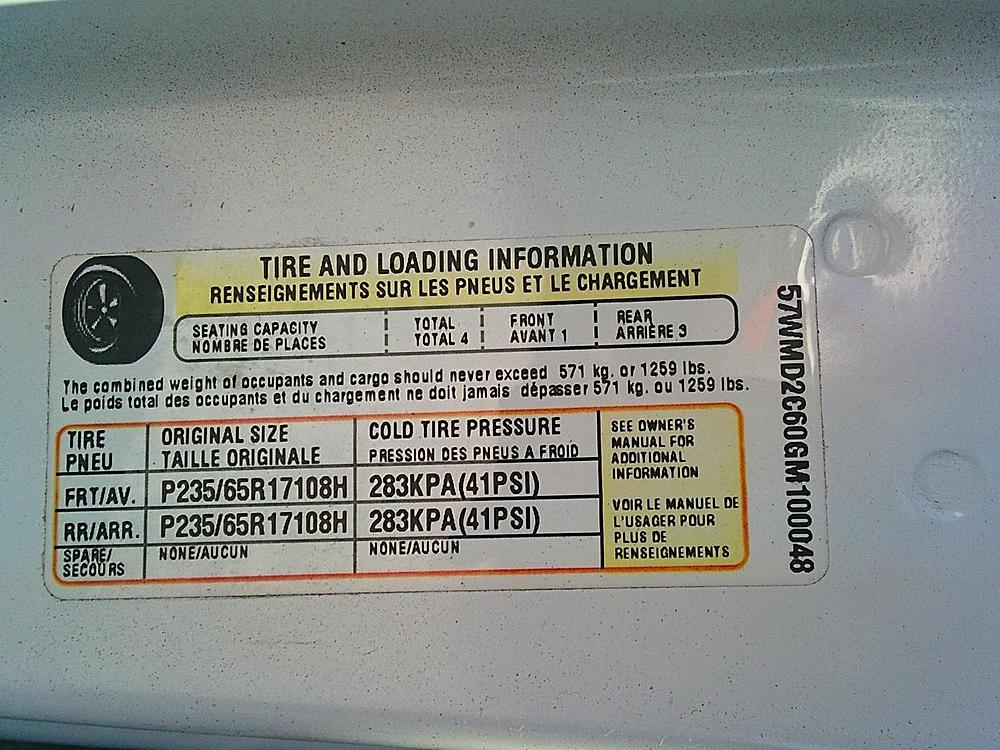 TIRE AND LOADING INFORMATION
RENSEIGNEMENTS SUR LES PNEUS ET LE CHARGEMENT
SEATING CAPACITY TOTAL FRONT REAR
NOMBRE DE PLACES TOTAL 4 AVANT 1 ARRIÈRE 3
The combined weight of occupants and cargo should never exceed 571 kg. or 1259 lbs.
Le poids total des occupants et du chargement ne doit jamais dépasser 571 kg. ou 1259 lbs.
TIRE ORIGINAL SIZE COLD TIRE PRESSURE
PNEU TAILLE ORIGINALE PRESSION DES PNEUS A FROID
FRT/AV. P235/65R17108H 283KPA(41PSI)
RR/ARR. P235/65R17108H 283KPA(41PSI)
SPARE/ NONE/AUCUN NONE/AUCUN
SECOURS
SEE OWNER'S
MANUAL FOR
ADDITIONAL
INFORMATION
VOIR LE MANUEL DE
L'USAGER POUR
PLUS DE
RENSEIGNEMENTS
57WMD2C60GM100048